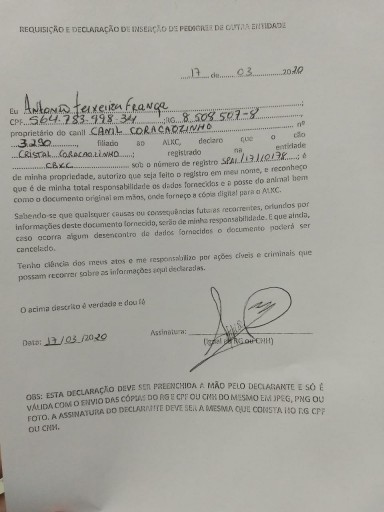 REQUISIÇÃO E DECLARAÇÃO DE INSERÇÃO DE PEDIGREE DE OUTRA ENTIDADE
17 de 03 2020
Eu Antonio Teixeira França
CPF 564.783.998-34 RG 8.508507-8
proprietário do canil CANIL CORACAOZINHO nº
3.290, filiado ao ALKC, declaro que o cão
CRISTAL CORACAOZINHO; registrado na entidade
CBKC sob o número de registro SPAI/17/10178; é
de minha propriedade, autorizo que seja feito o registro em meu nome, e reconheço
que é de minha total responsabilidade os dados fornecidos e a posse do animal bem
como o documento original em mãos, onde forneço a cópia digital para o ALKC.
Sabendo-se que quaisquer causas ou consequências futuras recorrentes, oriundos por
informações deste documento fornecido, serão de minha responsabilidade. E que ainda,
caso ocorra algum desencontro de dados fornecidos o documento poderá ser
cancelado.
Tenho ciência dos meus atos e me responsabilizo por ações cíveis e criminais que
possam recorrer sobre as informações aqui declaradas.
O acima descrito é verdade e dou fé
Assinatura:
Data: 17/03/2020
(igual ao RG ou CNH)
OBS: ESTA DECLARAÇÃO DEVE SER PREENCHIDA A MÃO PELO DECLARANTE E SÓ É
VÁLIDA COM O ENVIO DAS CÓPIAS DO RG E CPF OU CNH DO MESMO EM JPEG, PNG OU
FOTO. A ASSINATURA DO DECLARANTE DEVE SER A MESMA QUE CONSTA NO RG CPF
OU CNH.